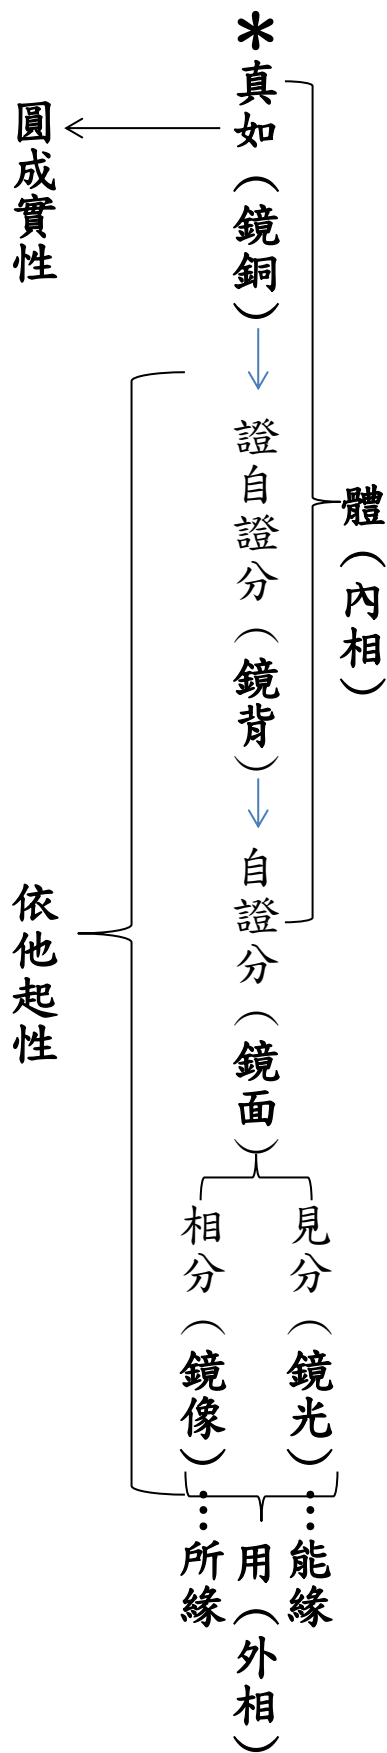 體（內相）
＊真如（鏡銅）
證自證分（鏡背）
自證分（鏡面）
見分（鏡光）⋯⋯能緣
相分（鏡像）⋯⋯所緣
用（外相）
圓成實性
依他起性